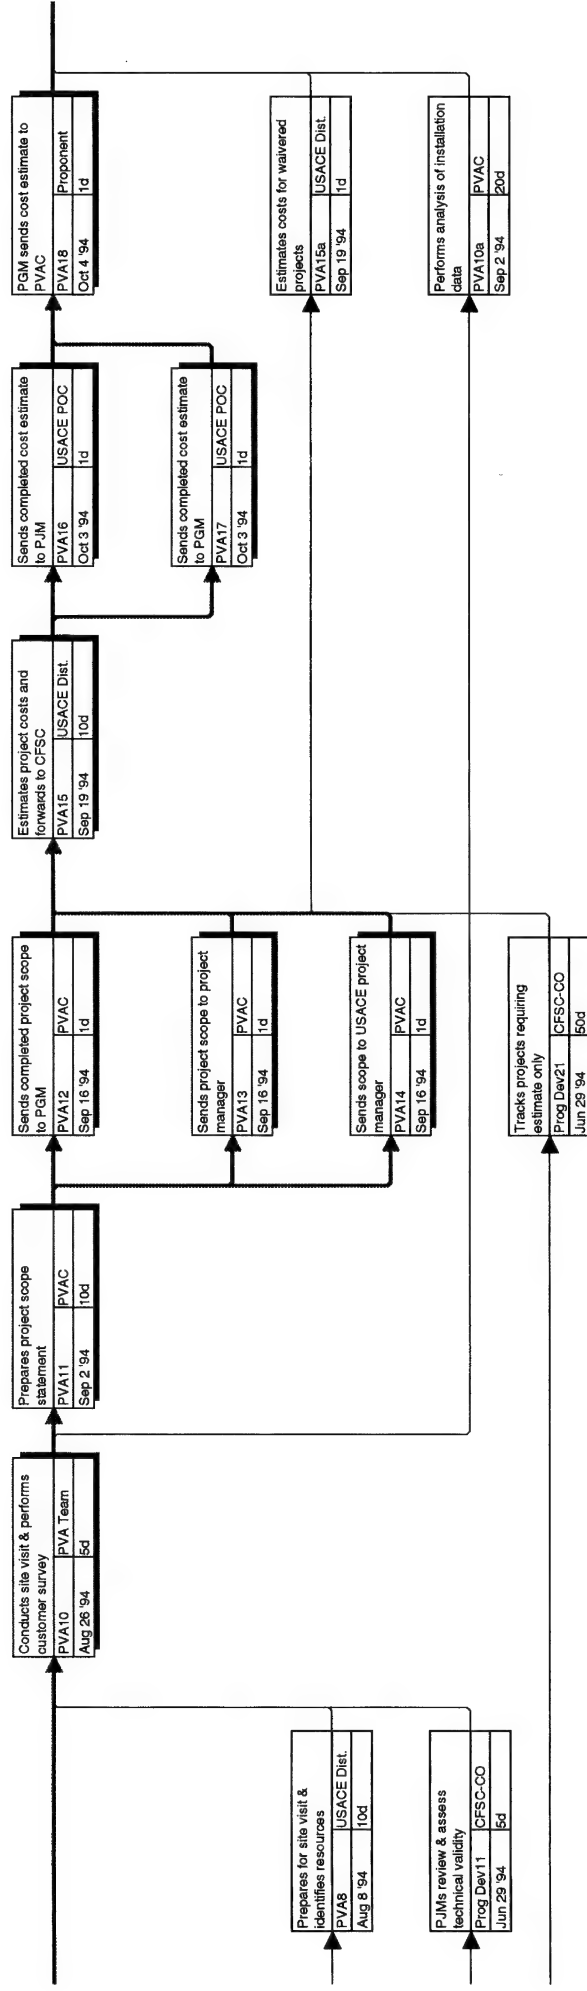 Prepares for site visit &
identifies resources
PVA8 USACE Dist.
Aug 8 '94 10d
PJMs review & assess
technical validity
Prog Dev11 CFSC-CO
Jun 29 '94 5d
Conducts site visit & performs
customer survey
PVA10 PVA Team
Aug 26 '94 5d
Prepares project scope
statement
PVA11 PVAC
Sep 2 '94 10d
Sends completed project scope
to PGM
PVA12 PVAC
Sep 16 '94 1d
Sends project scope to project
manager
PVA13 PVAC
Sep 16 '94 1d
Sends scope to USACE project
manager
PVA14 PVAC
Sep 16 '94 1d
Tracks projects requiring
estimate only
Prog Dev21 CFSC-CO
Jun 29 '94 50d
Estimates project costs and
forwards to CFSC
PVA15 USACE Dist.
Sep 19 '94 10d
Sends completed cost estimate
to PJM
PVA16 USACE POC
Oct 3 '94 1d
Sends completed cost estimate
to PGM
PVA17 USACE POC
Oct 3 '94 1d
PGM sends cost estimate to
PVAC
PVA18 Proponent
Oct 4 '94 1d
Estimates costs for waivered
projects
PVA15a USACE Dist.
Sep 19 '94 1d
Performs analysis of installation
data
PVA10a PVAC
Sep 2 '94 20d